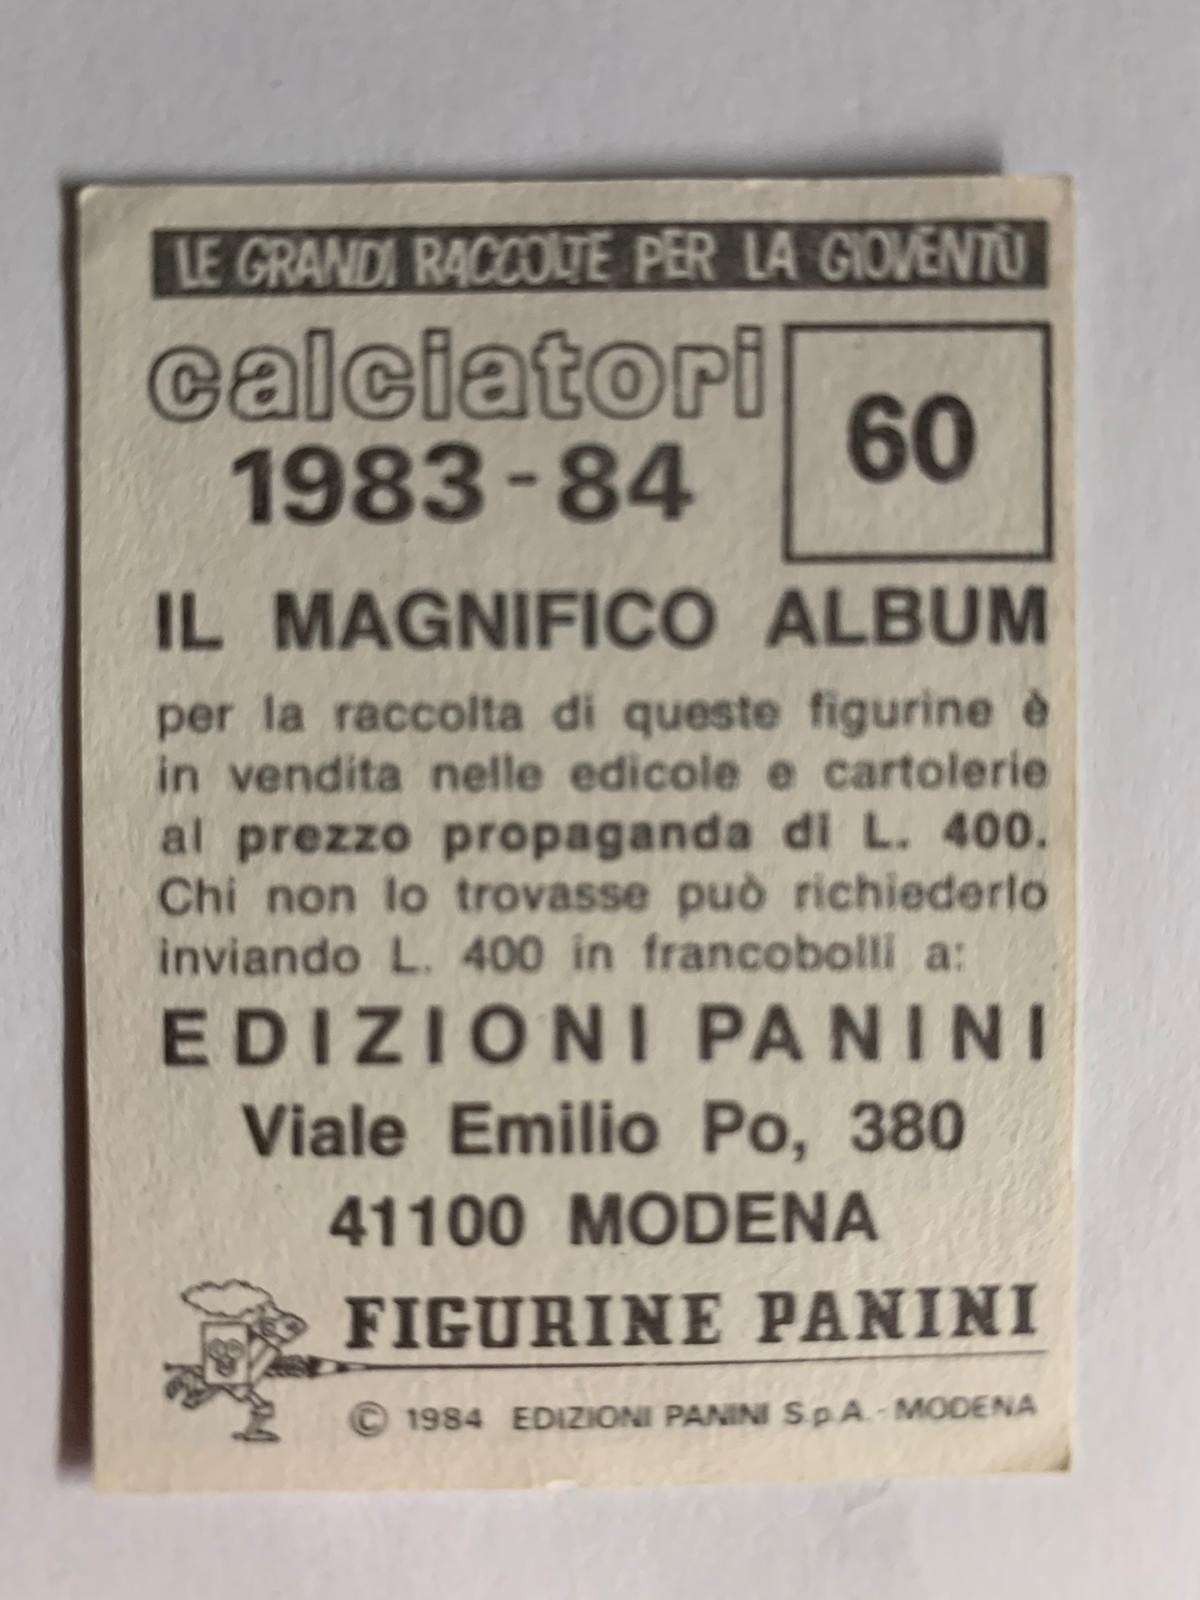 LE GRANDI RACCOLTE PER LA GIOVENTÙ
calciatori
1983-84
60
IL MAGNIFICO ALBUM
per la raccolta di queste figurine è
in vendita nelle edicole e cartolerie
al prezzo propaganda di L. 400.
Chi non lo trovasse può richiederlo
inviando L. 400 in francobolli a:
EDIZIONI PANINI
Viale Emilio Po, 380
41100 MODENA
FIGURINE PANINI
© 1984 EDIZIONI PANINI S.p.A. - MODENA